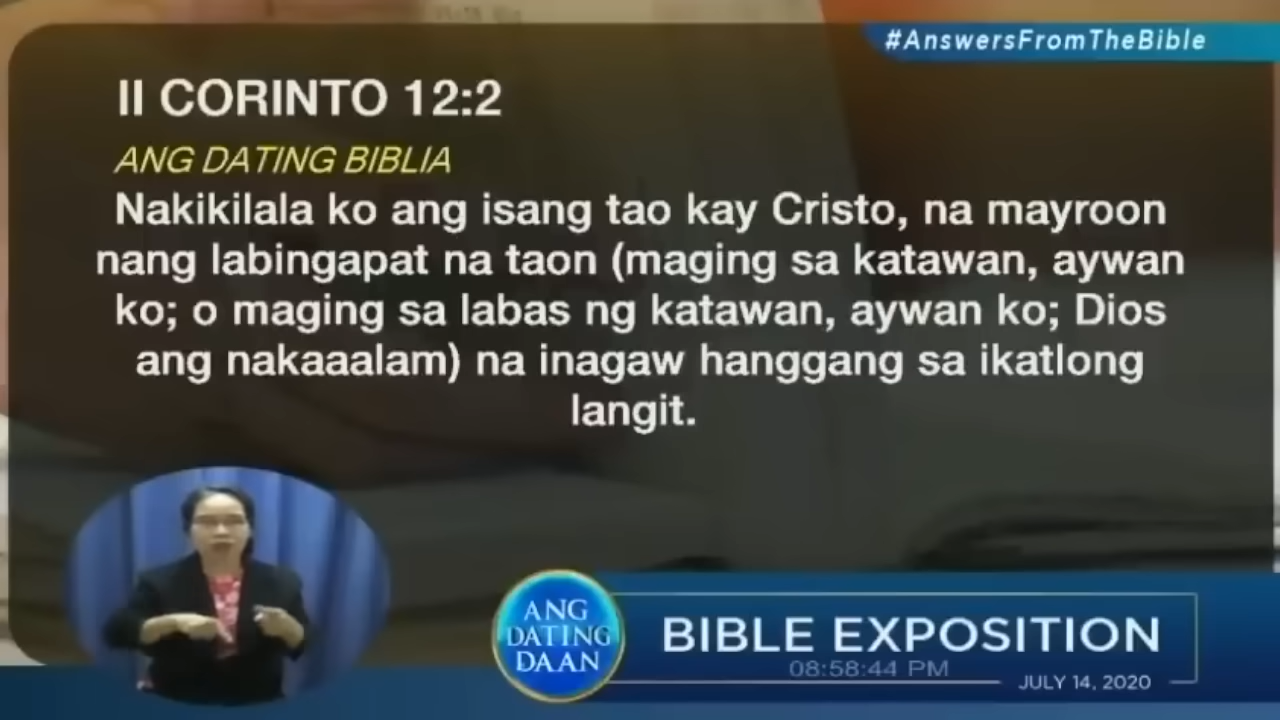 #AnswersFromTheBible
II CORINTO 12:2
ANG DATING BIBLIA
Nakikilala ko ang isang tao kay Cristo, na mayroon
nang labingapat na taon (maging sa katawan, aywan
ko; o maging sa labas ng katawan, aywan ko; Dios
ang nakaaalam) na inagaw hanggang sa ikatlong
langit.
ANG
DATING
DAAN
BIBLE EXPOSITION
08:58:44 PM
JULY 14, 2020